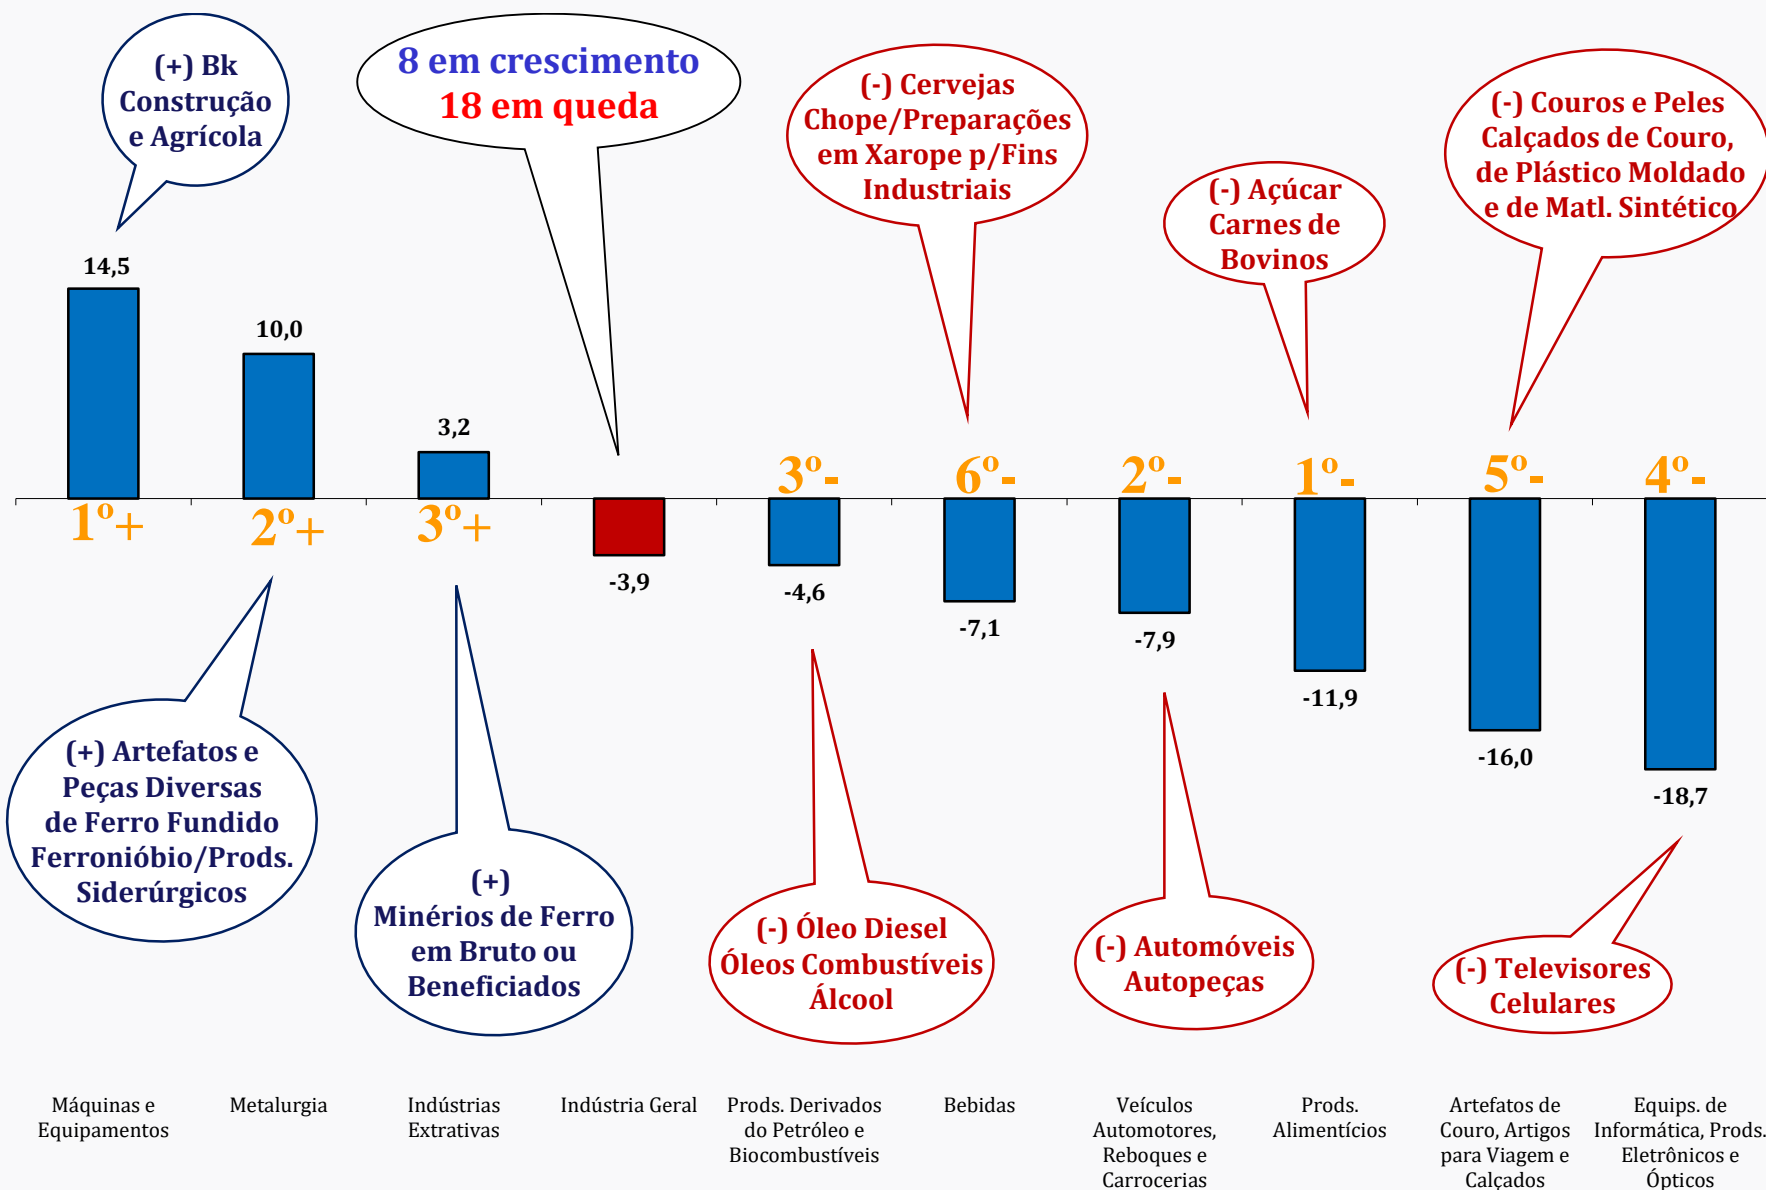 (+) Bk
Construção
e Agrícola
8 em crescimento
18 em queda
(-) Cervejas
Chope/Preparações
em Xarope p/Fins
Industriais
(-) Açúcar
Carnes de
Bovinos
(-) Couros e Peles
Calçados de Couro,
de Plástico Moldado
e de Matl. Sintético
14,5
10,0
3,2
-3,9
-4,6
-7,1
-7,9
-11,9
-16,0
-18,7
1º+
2º+
3º+
3º-
6º-
2º-
1º-
5º-
4º-
(+) Artefatos e
Peças Diversas
de Ferro Fundido
Ferronióbio/Prods.
Siderúrgicos
(+)
Minérios de Ferro
em Bruto ou
Beneficiados
(-) Óleo Diesel
Óleos Combustíveis
Álcool
(-) Automóveis
Autopeças
(-) Televisores
Celulares
Máquinas e
Equipamentos
Metalurgia
Indústrias
Extrativas
Indústria Geral
Prods. Derivados
do Petróleo e
Biocombustíveis
Bebidas
Veículos
Automotores,
Reboques e
Carrocerias
Prods.
Alimentícios
Artefatos de
Couro, Artigos
para Viagem e
Calçados
Equips. de
Informática, Prods.
Eletrônicos e
Ópticos